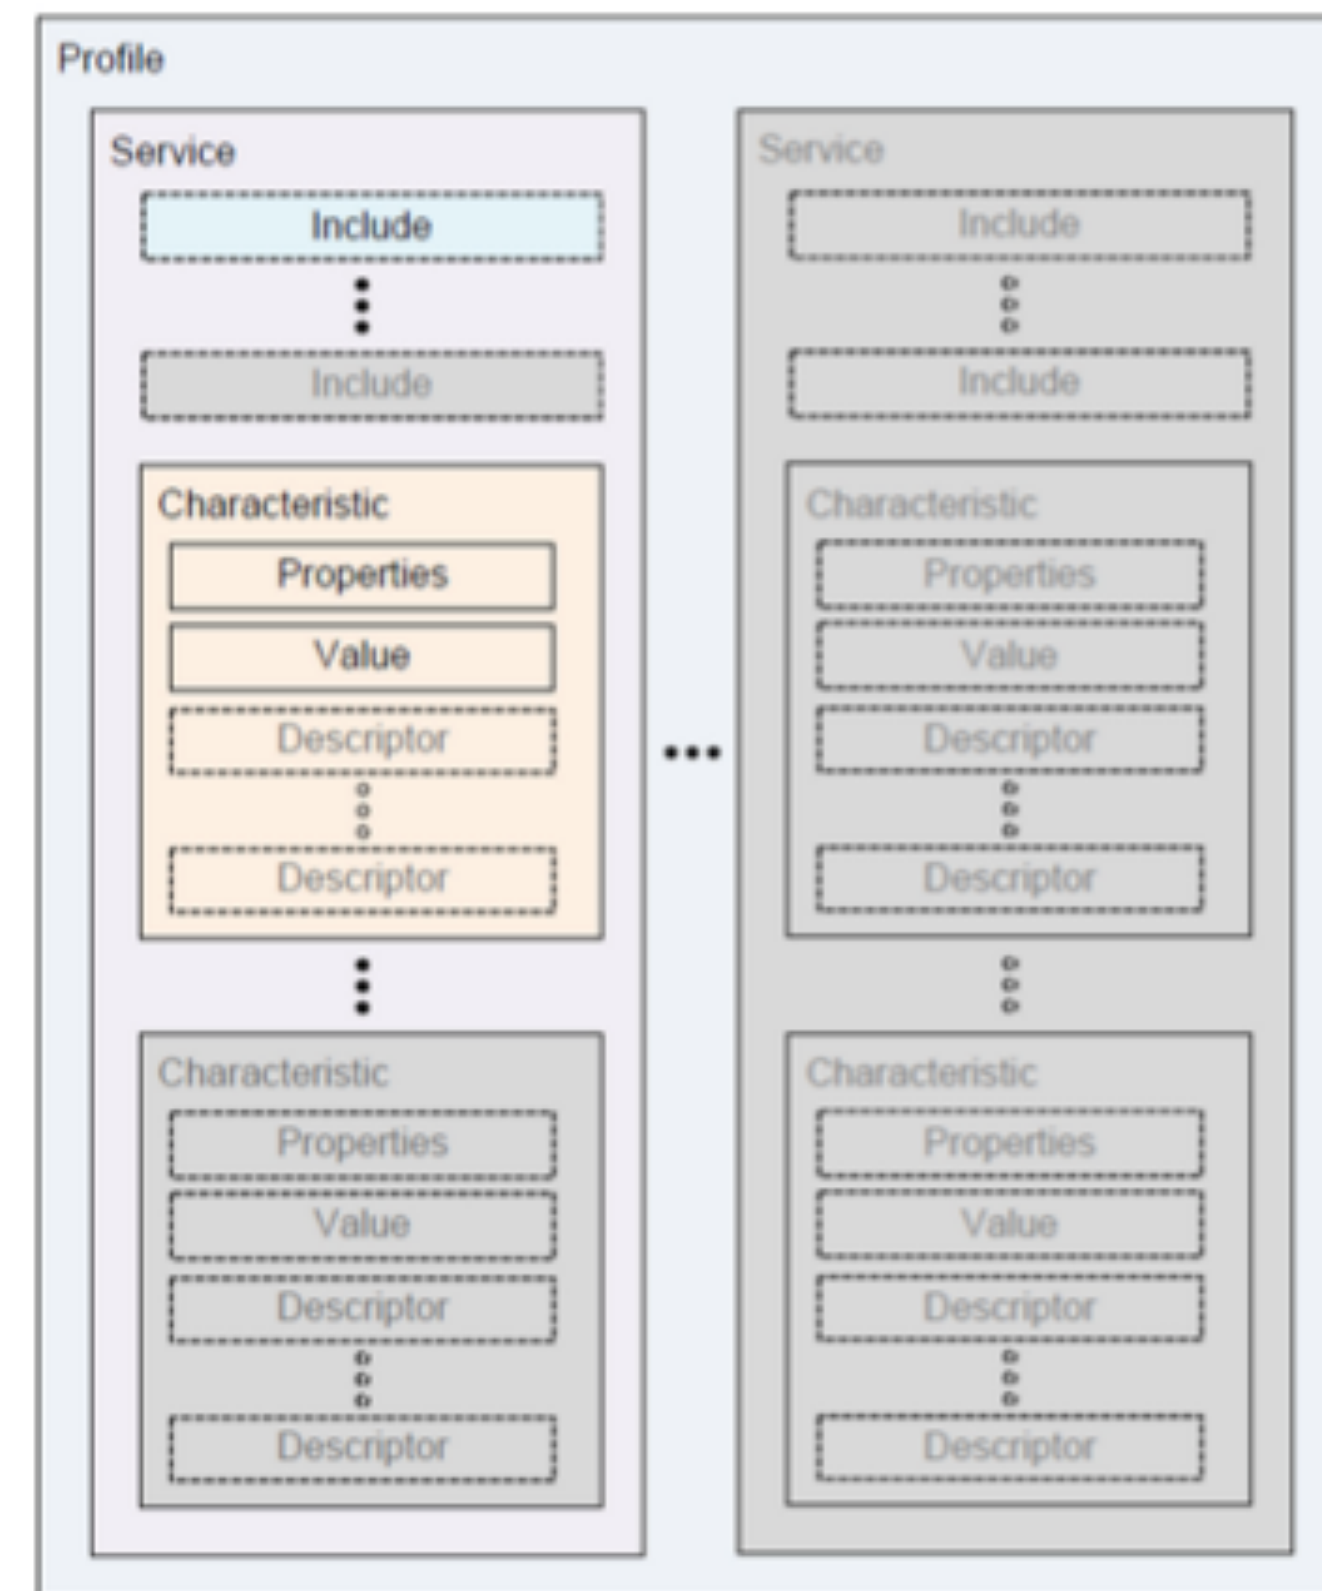 Profile
Service
Include
Include
Characteristic
Properties
Value
Descriptor
Descriptor
Characteristic
Properties
Value
Descriptor
Descriptor
Service
Include
Include
Characteristic
Properties
Value
Descriptor
Descriptor
Characteristic
Properties
Value
Descriptor
Descriptor